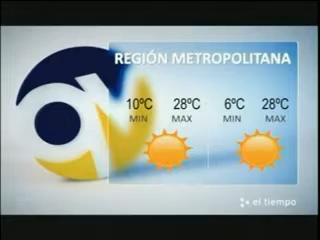 REGIÓN METROPOLITANA
10ºC 28ºC 6ºC 28ºC
MIN MAX MIN MAX
el tiempo